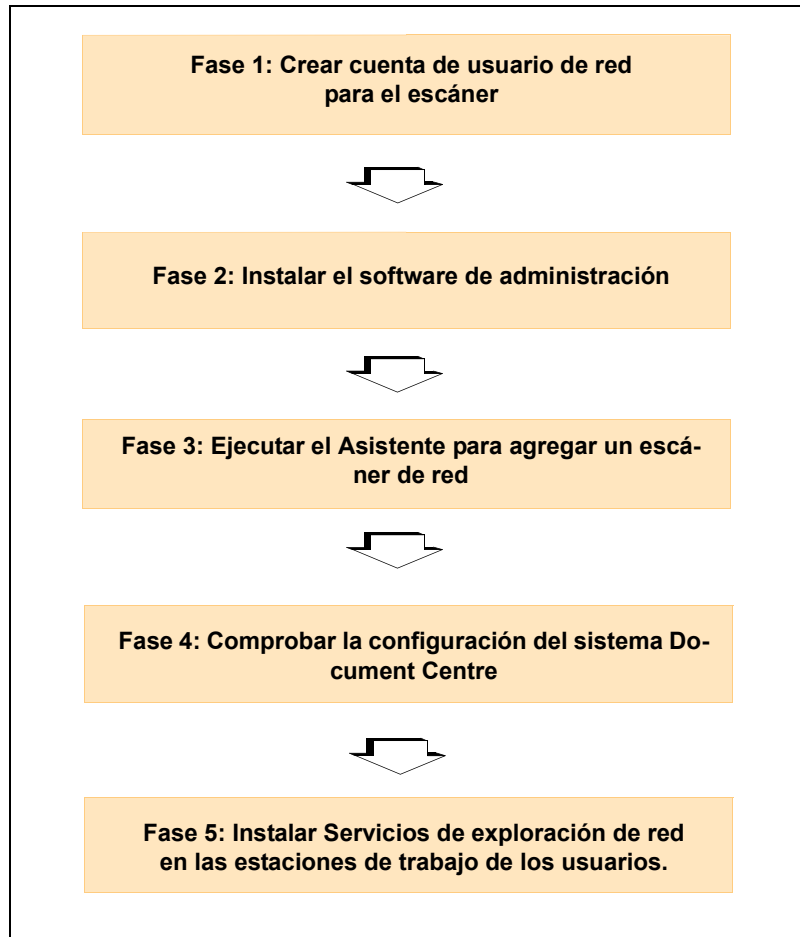 Fase 1: Crear cuenta de usuario de red
para el escáner
Fase 2: Instalar el software de administración
Fase 3: Ejecutar el Asistente para agregar un escá-
ner de red
Fase 4: Comprobar la configuración del sistema Do-
cument Centre
Fase 5: Instalar Servicios de exploración de red
en las estaciones de trabajo de los usuarios.